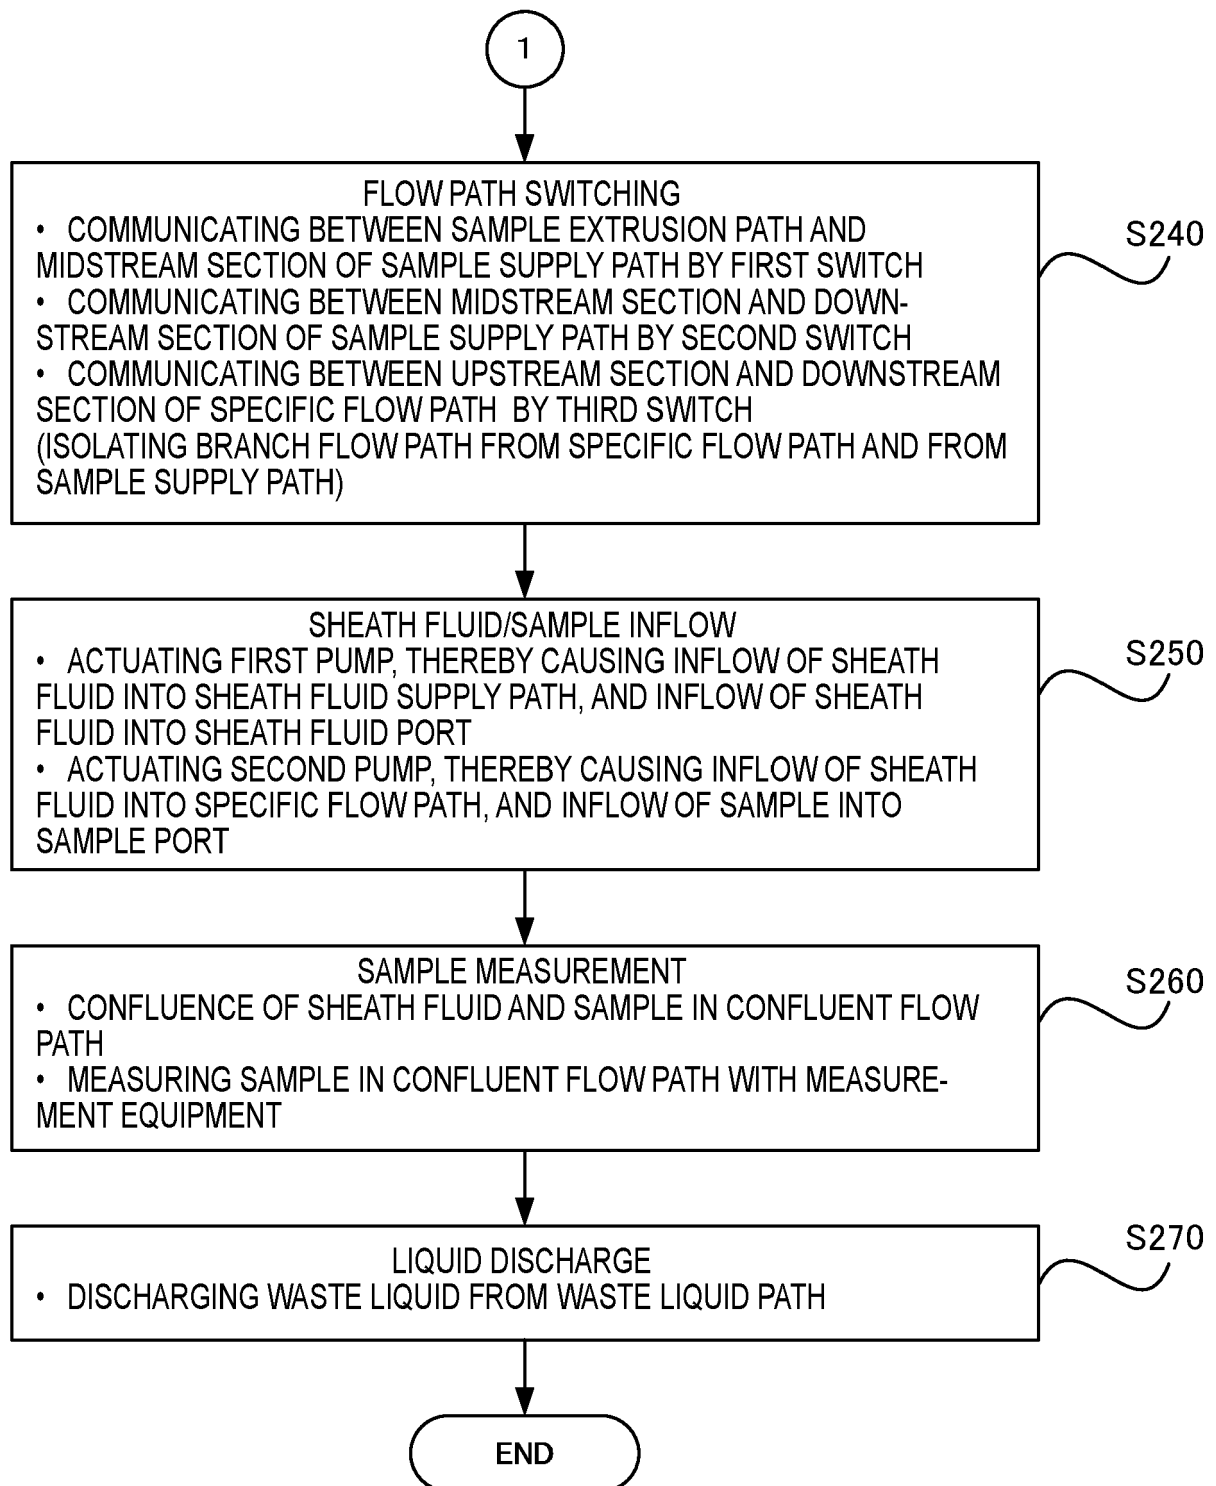 1
FLOW PATH SWITCHING
• COMMUNICATING BETWEEN SAMPLE EXTRUSION PATH AND
MIDSTREAM SECTION OF SAMPLE SUPPLY PATH BY FIRST SWITCH
• COMMUNICATING BETWEEN MIDSTREAM SECTION AND DOWN-
STREAM SECTION OF SAMPLE SUPPLY PATH BY SECOND SWITCH
• COMMUNICATING BETWEEN UPSTREAM SECTION AND DOWNSTREAM
SECTION OF SPECIFIC FLOW PATH BY THIRD SWITCH
(ISOLATING BRANCH FLOW PATH FROM SPECIFIC FLOW PATH AND FROM
SAMPLE SUPPLY PATH)
S240
SHEATH FLUID/SAMPLE INFLOW
• ACTUATING FIRST PUMP, THEREBY CAUSING INFLOW OF SHEATH
FLUID INTO SHEATH FLUID SUPPLY PATH, AND INFLOW OF SHEATH
FLUID INTO SHEATH FLUID PORT
• ACTUATING SECOND PUMP, THEREBY CAUSING INFLOW OF SHEATH
FLUID INTO SPECIFIC FLOW PATH, AND INFLOW OF SAMPLE INTO
SAMPLE PORT
S250
SAMPLE MEASUREMENT
• CONFLUENCE OF SHEATH FLUID AND SAMPLE IN CONFLUENT FLOW
PATH
• MEASURING SAMPLE IN CONFLUENT FLOW PATH WITH MEASURE-
MENT EQUIPMENT
S260
LIQUID DISCHARGE
• DISCHARGING WASTE LIQUID FROM WASTE LIQUID PATH
S270
END